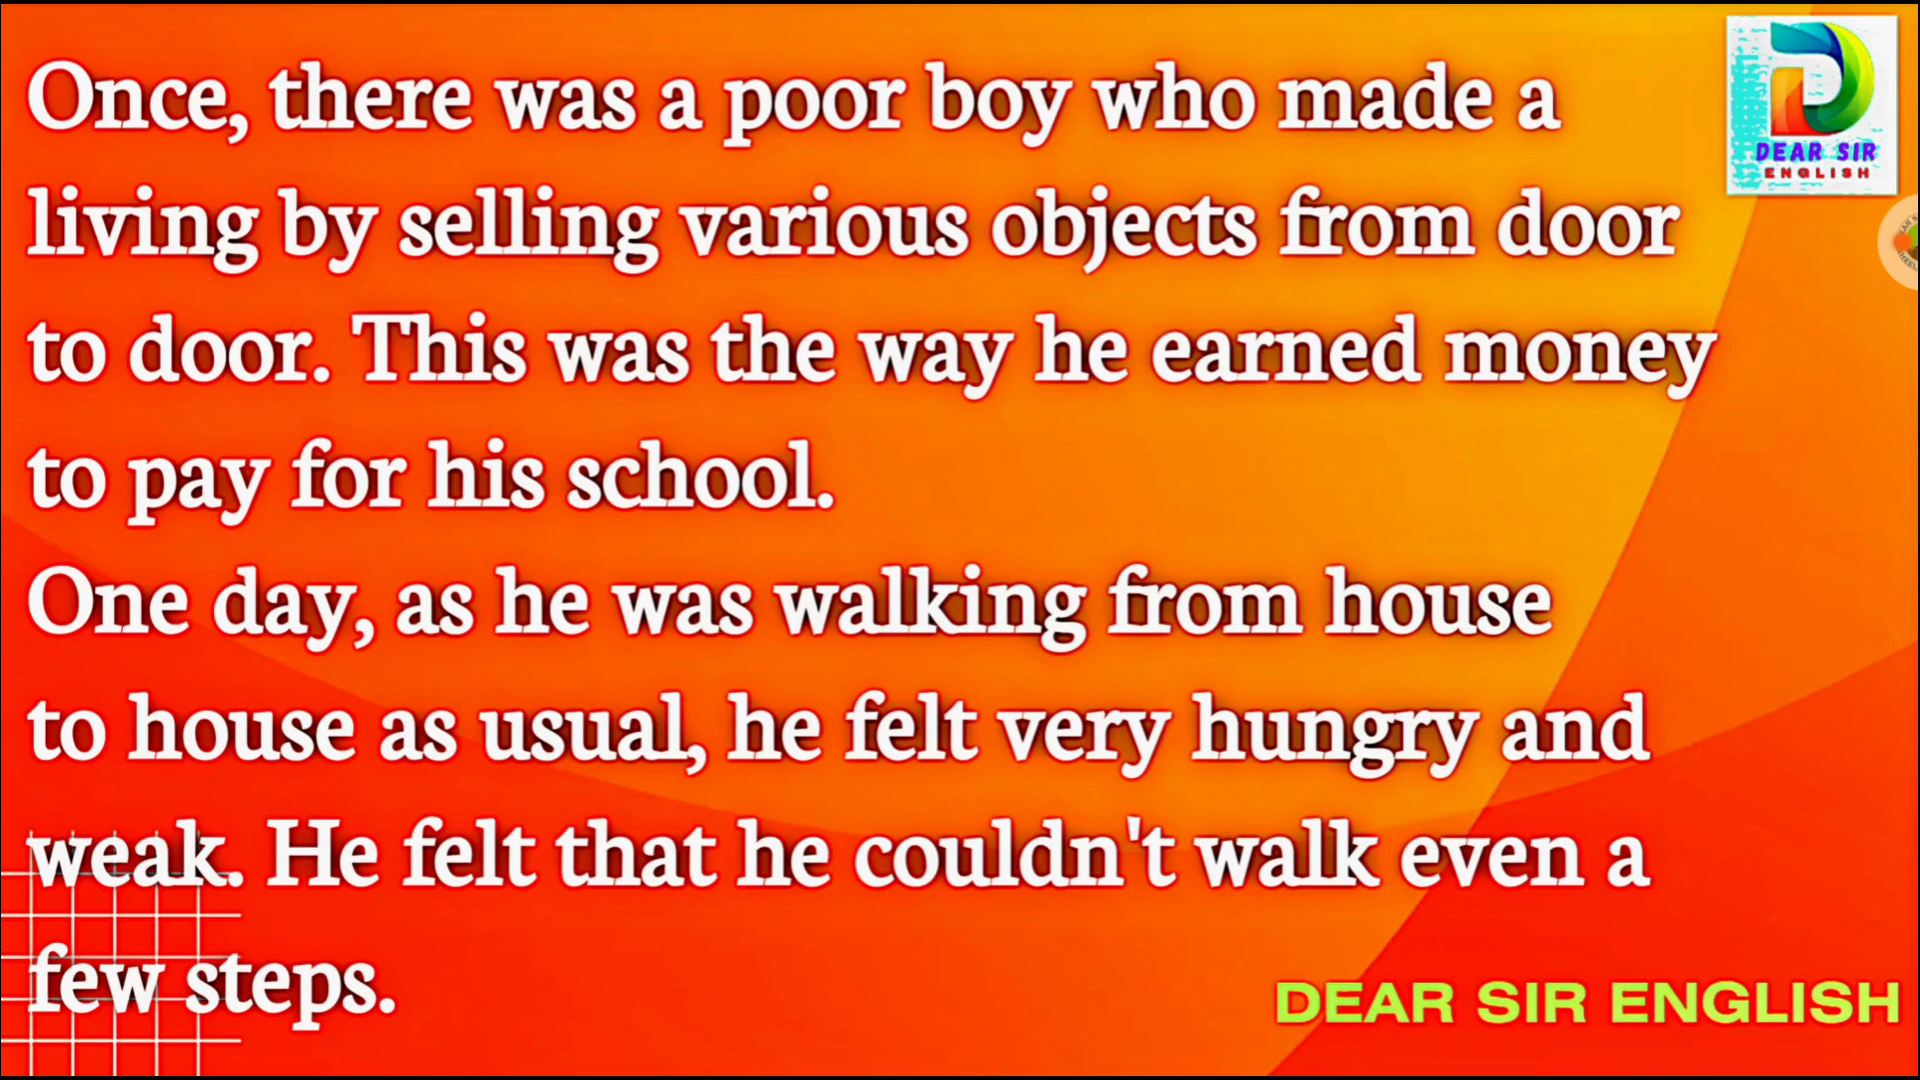 Once, there was a poor boy who made a
living by selling various objects from door
to door. This was the way he earned money
to pay for his school.
One day, as he was walking from house
to house as usual, he felt very hungry and
weak. He felt that he couldn't walk even a
few steps.
DEAR SIR
ENGLISH
DEAR SIR ENGLISH